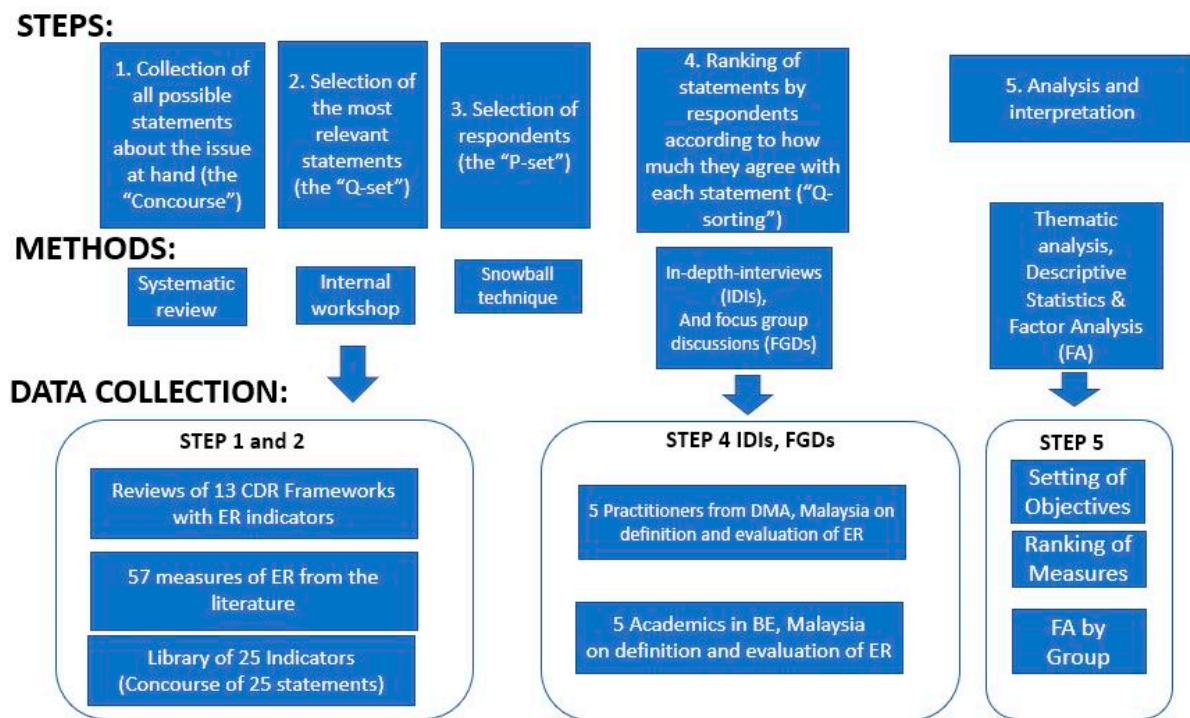 STEPS:
1. Collection of
all possible
statements
about the issue
at hand (the
“Concourse”)
2. Selection of
the most
relevant
statements
(the “Q-set”)
3. Selection of
respondents
(the “P-set”)
4. Ranking of
statements by
respondents
according to how
much they agree with
each statement (“Q-
sorting”)
5. Analysis and
interpretation
METHODS:
Systematic
review
Internal
workshop
Snowball
technique
In-depth-interviews
(IDIs),
And focus group
discussions (FGDs)
Thematic
analysis,
Descriptive
Statistics &
Factor Analysis
(FA)
DATA COLLECTION:
STEP 1 and 2
Reviews of 13 CDR Frameworks
with ER indicators
57 measures of ER from the
literature
Library of 25 Indicators
(Concourse of 25 statements)
STEP 4 IDIs, FGDs
5 Practitioners from DMA, Malaysia on
definition and evaluation of ER
5 Academics in BE, Malaysia
on definition and evaluation of ER
STEP 5
Setting of
Objectives
Ranking of
Measures
FA by
Group